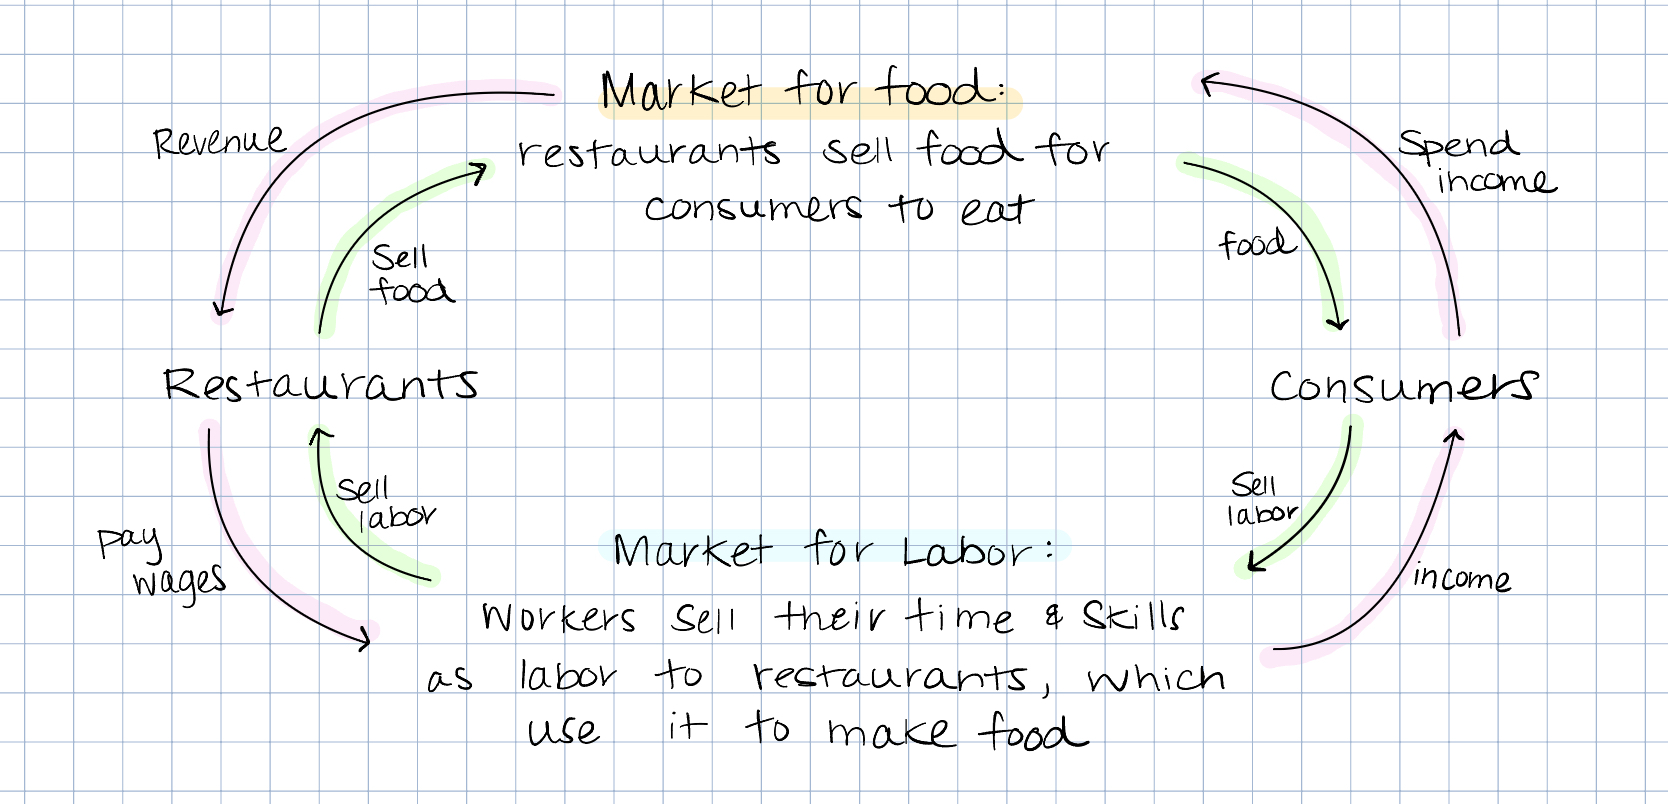 Market for food:
restaurants sell food for
consumers to eat
Revenue
Sell
food
Spend
income
food
Restaurants
Consumers
pay
wages
Sell
labor
Sell
labor
income
Market for Labor:
Workers sell their time & skills
as labor to restaurants, which
use it to make food